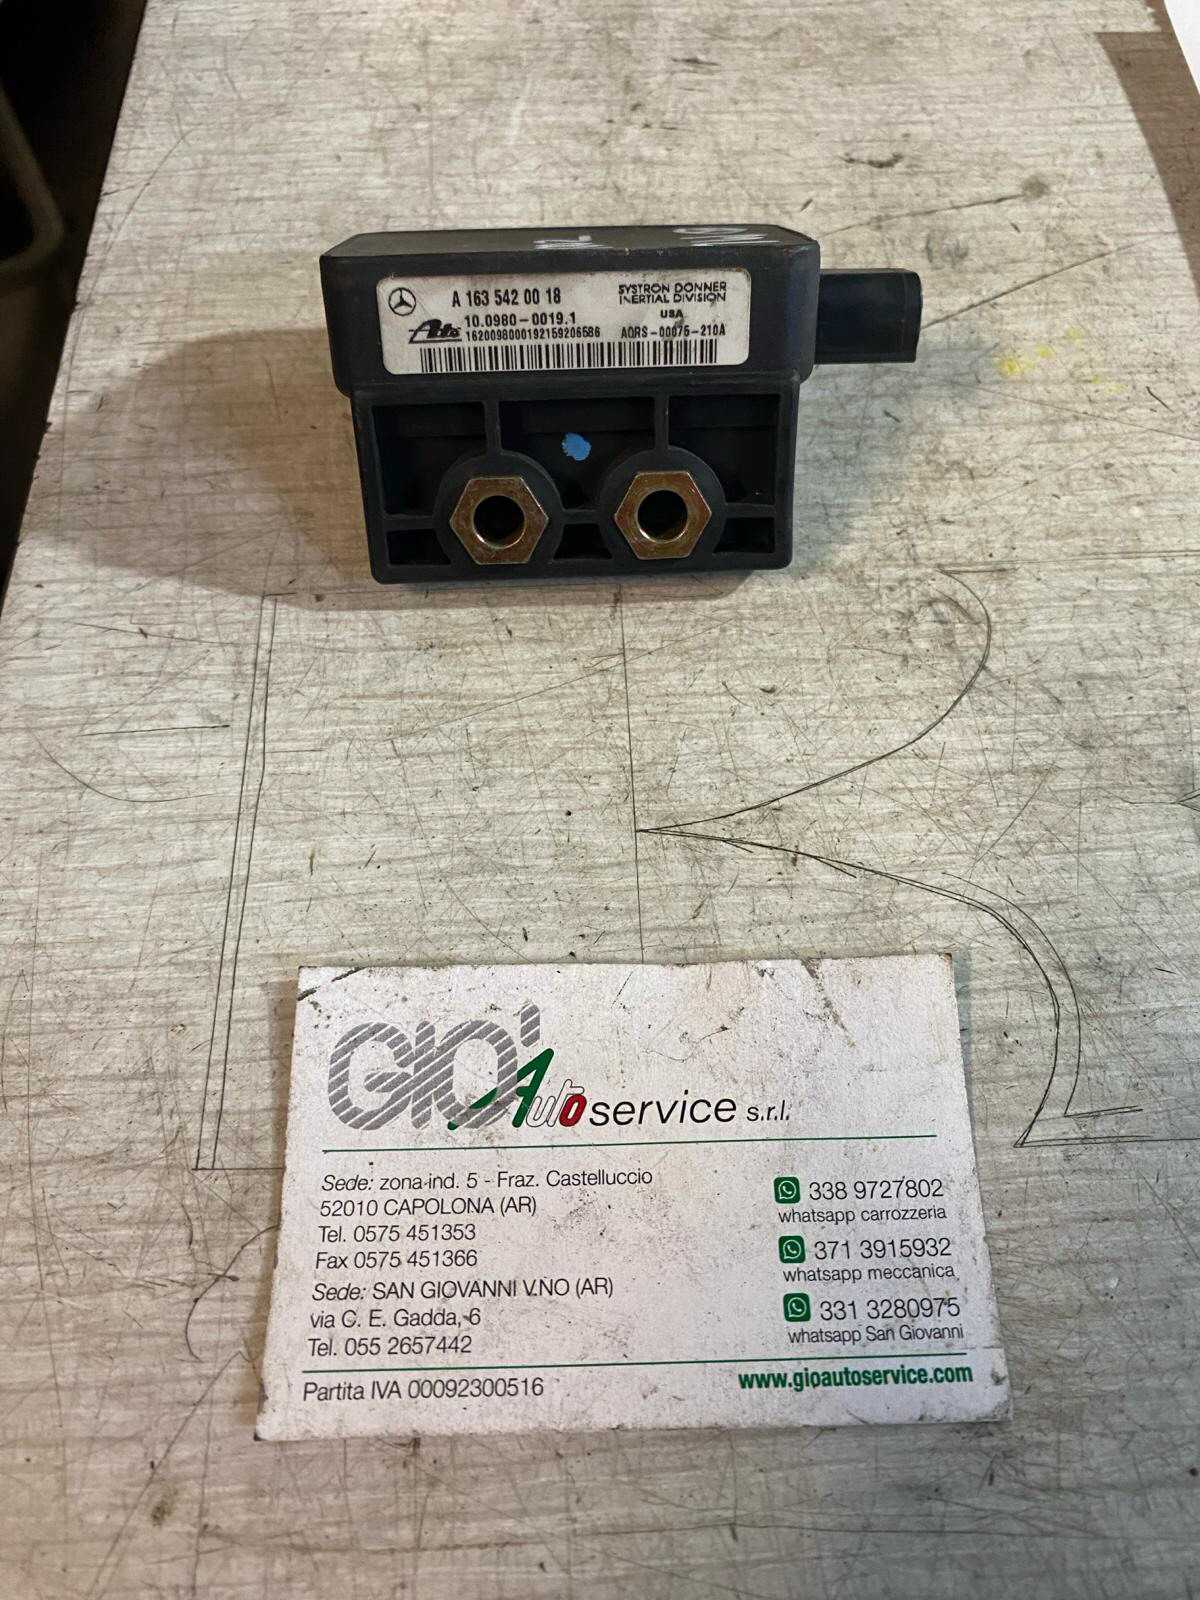 A 163 542 00 18
SYSTRON DONNER
INERTIAL DIVISION
USA
10.0980-0019.1
Ate
16200980001921592065​86
AQRS-00075-210A
GIO' Autoservice s.r.l.
Sede: zona ind. 5 - Fraz. Castelluccio
52010 CAPOLONA (AR)
Tel. 0575 451353
Fax 0575 451366
Sede: SAN GIOVANNI V.NO (AR)
via C. E. Gadda, 6
Tel. 055 2657442
338 9727802
whatsapp carrozzeria
371 3915932
whatsapp meccanica
331 3280975
whatsapp San Giovanni
Partita IVA 00092300516
www.gioautoservice.com